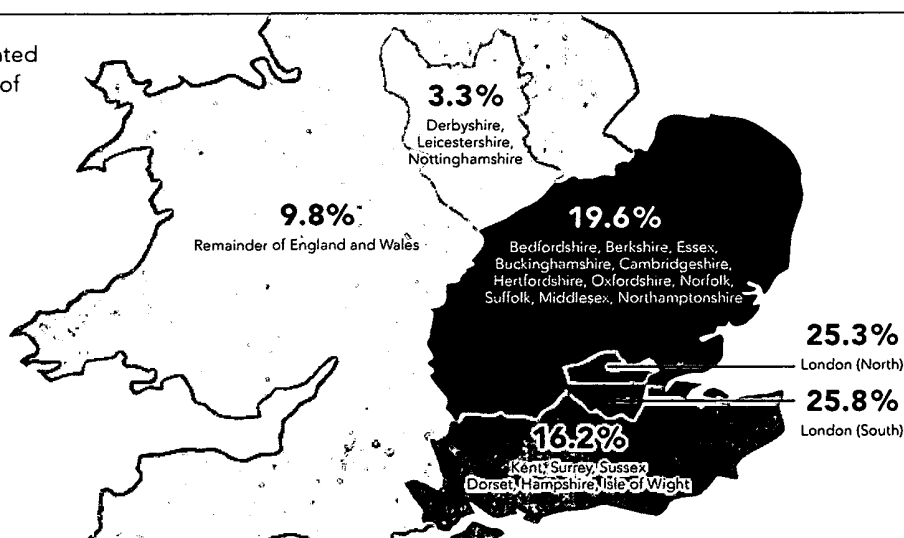 of
3.3%
Derbyshire,
Leicestershire,
Nottinghamshire
9.8%
Remainder of England and Wales
19.6%
Bedfordshire, Berkshire, Essex,
Buckinghamshire, Cambridgeshire,
Hertfordshire, Oxfordshire, Norfolk,
Suffolk, Middlesex, Northamptonshire
25.3%
London (North)
25.8%
London (South)
16.2%
Kent, Surrey, Sussex
Dorset, Hampshire, Isle of Wight